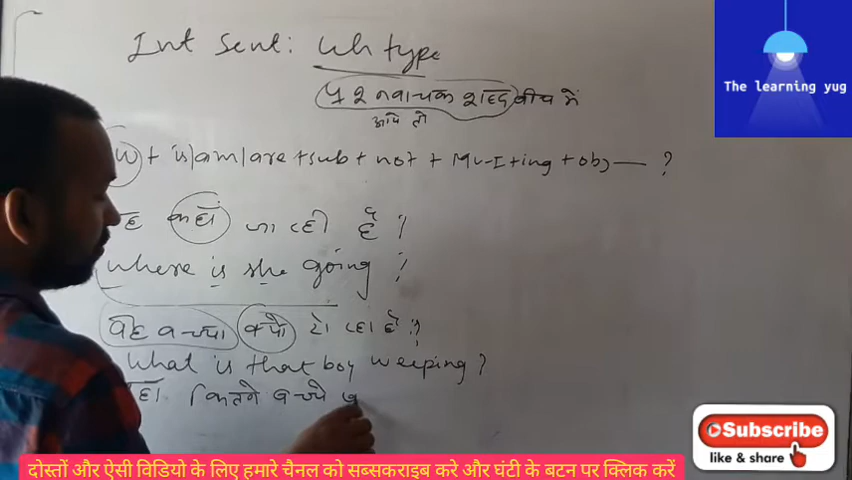 Int Sent: Wh type
प्रश्नवाचक शब्द बीच में
आये तो
W + is/am/are + sub + not + Mv-I + ing + obj — ?
वह कहाँ जा रही है ?
Where is she going ?
वह बच्चा क्यों रो रहा है ?
What is that boy weeping ?
कितने बच्चे
The learning yug
Subscribe
like & share
दोस्तों और ऐसी विडियो के लिए हमारे चैनल को सब्सकराइब करे और घंटी के बटन पर क्लिक करें